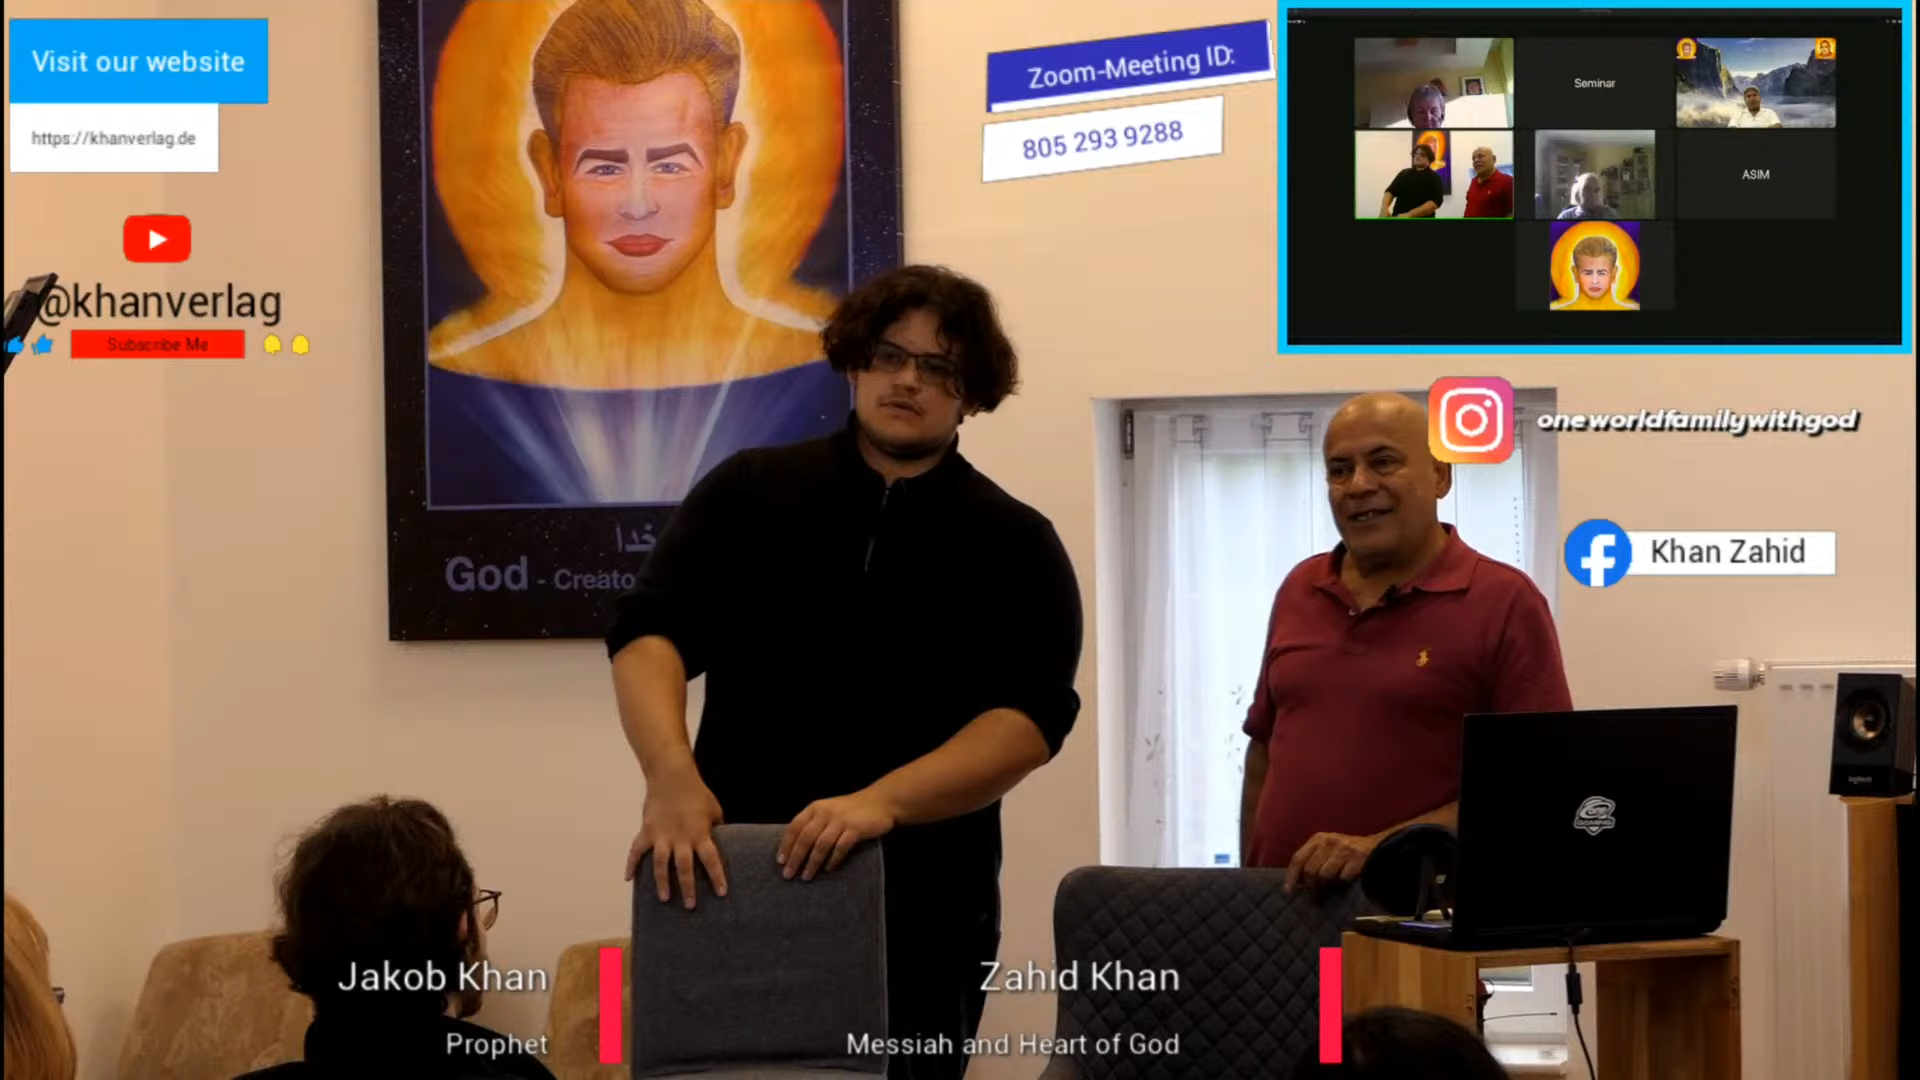 Visit our website
https://khanverlag.de
@khanverlag
Subscribe Me
Zoom-Meeting ID:
805 293 9288
Seminar
ASIM
oneworldfamilywithgod
Khan Zahid
خدا
God - Creato
Jakob Khan
Prophet
Zahid Khan
Messiah and Heart of God
logitech